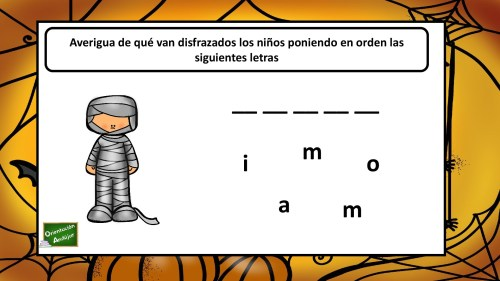 Averigua de qué van disfrazados los niños poniendo en orden las
siguientes letras
_ _ _ _ _
i m o
a m
Orientación
Andújar